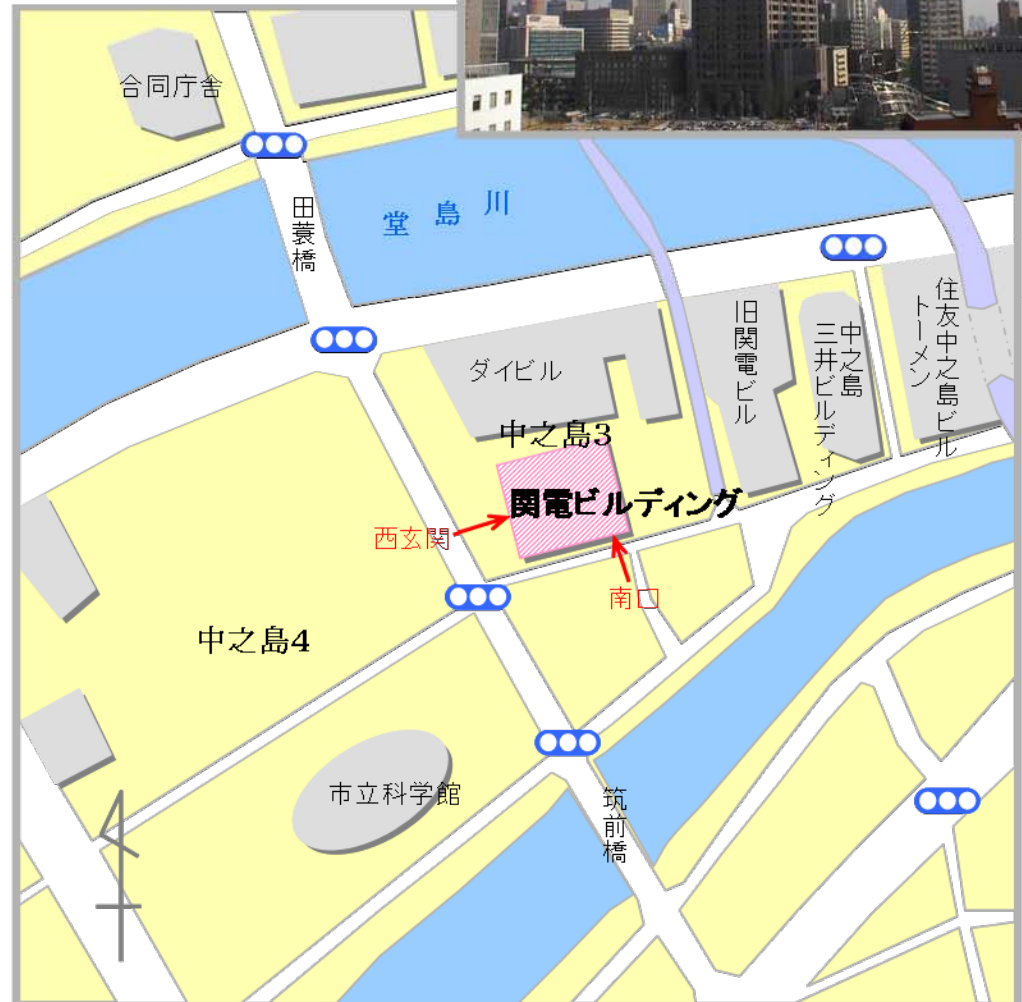 合同庁舎
田蓑橋
堂島川
ダイビル
旧関電ビル
中之島
三井ビルディング
住友中之島ビル
トーメン
中之島3
関電ビルディング
西玄関
南口
中之島4
市立科学館
筑前橋